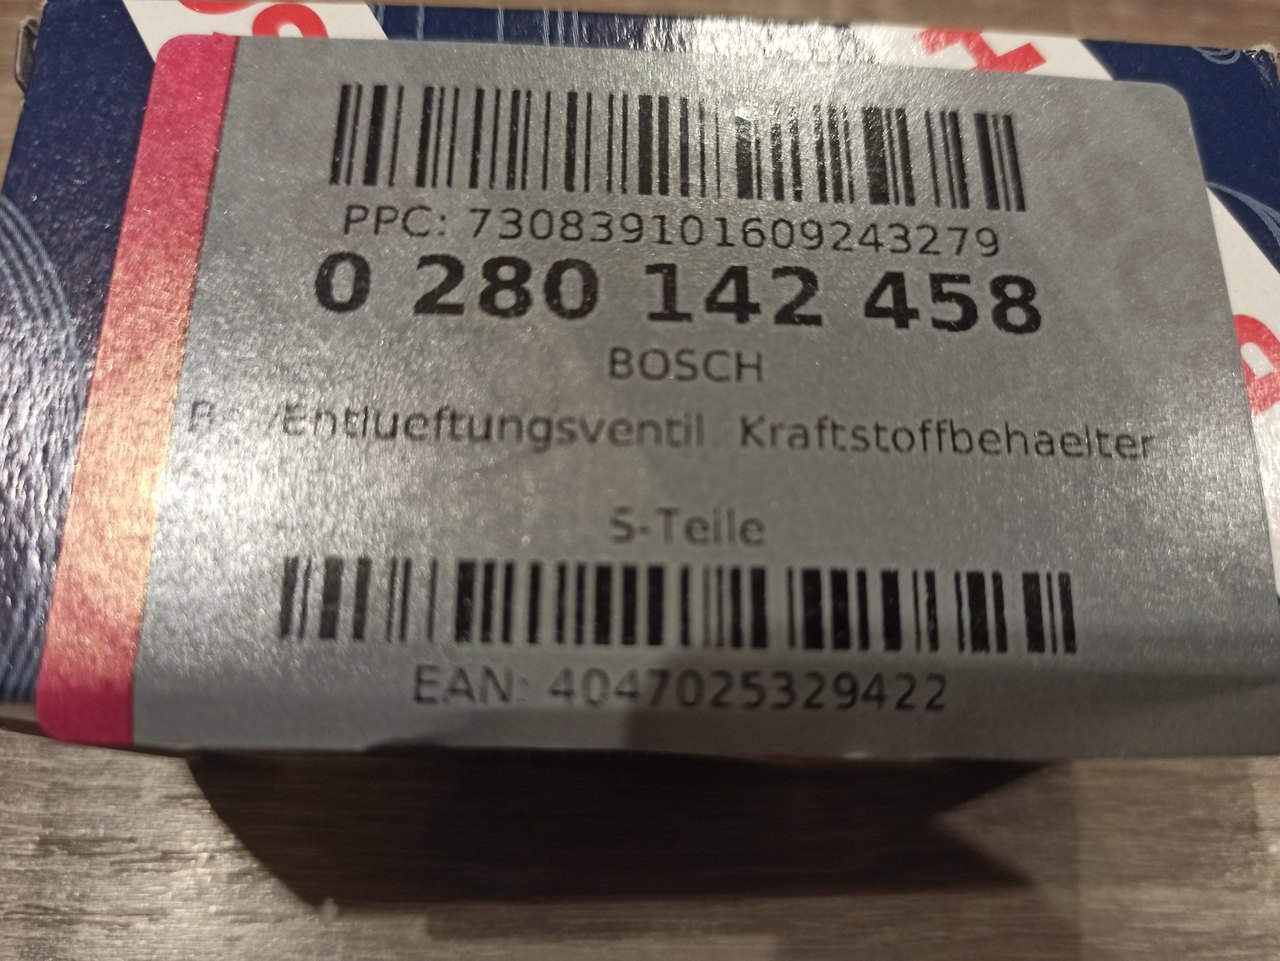 PPC: 730839101609243279
0 280 142 458
BOSCH
/Entlueftungsventil Kraftstoffbehaelter
S-Teile
EAN: 4047025329422